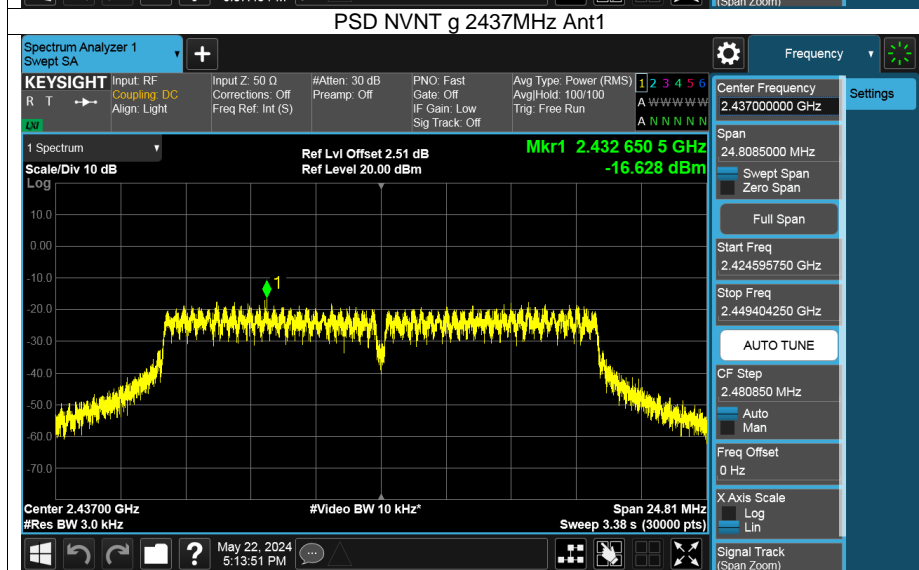 (Span Zoom)
PSD NVNT g 2437MHz Ant1
Spectrum Analyzer 1
Swept SA
+
Frequency
KEYSIGHT
R T
LXI
Input: RF
Coupling: DC
Align: Light
Input Z: 50 Ω
Corrections: Off
Freq Ref: Int (S)
#Atten: 30 dB
Preamp: Off
PNO: Fast
Gate: Off
IF Gain: Low
Sig Track: Off
Avg Type: Power (RMS)
Avg|Hold: 100/100
Trig: Free Run
1 2 3 4 5 6
A W W W W W
A N N N N N
1 Spectrum
Scale/Div 10 dB
Log
Ref Lvl Offset 2.51 dB
Ref Level 20.00 dBm
Mkr1 2.432 650 5 GHz
-16.628 dBm
10.0
0.00
-10.0
-20.0
-30.0
-40.0
-50.0
-60.0
-70.0
1
Center 2.43700 GHz
#Res BW 3.0 kHz
#Video BW 10 kHz*
Span 24.81 MHz
Sweep 3.38 s (30000 pts)
Center Frequency
2.437000000 GHz
Settings
Span
24.8085000 MHz
Swept Span
Zero Span
Full Span
Start Freq
2.424595750 GHz
Stop Freq
2.449404250 GHz
AUTO TUNE
CF Step
2.480850 MHz
Auto
Man
Freq Offset
0 Hz
X Axis Scale
Log
Lin
Signal Track
(Span Zoom)
?
May 22, 2024
5:13:51 PM